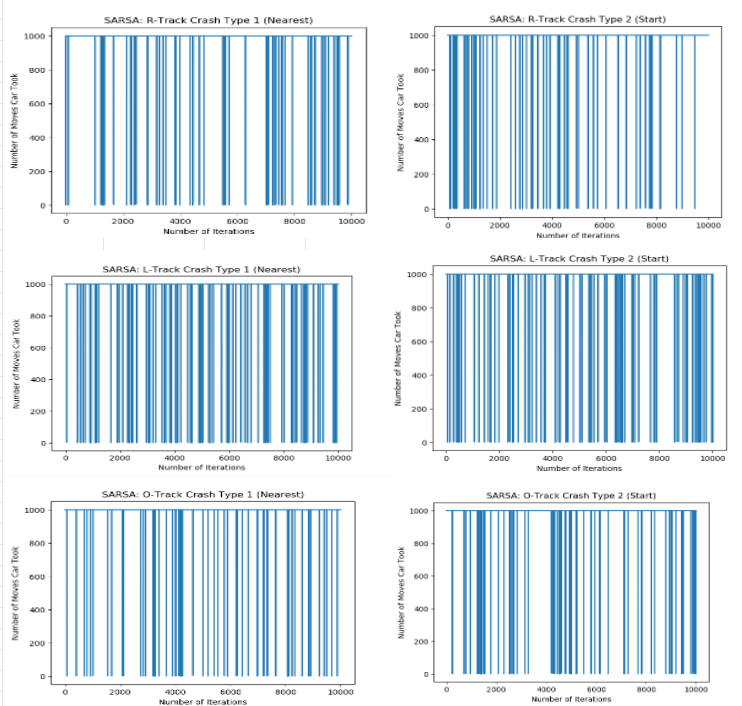 SARSA: R-Track Crash Type 1 (Nearest)
Number of Moves Car Took
1000
800
600
400
200
0
0 2000 4000 6000 8000 10000
Number of Iterations
SARSA: R-Track Crash Type 2 (Start)
Number of Moves Car Took
1000
800
600
400
200
0
0 2000 4000 6000 8000 10000
Number of Iterations
SARSA: L-Track Crash Type 1 (Nearest)
Number of Moves Car Took
1000
800
600
400
200
0
0 2000 4000 6000 8000 10000
Number of Iterations
SARSA: L-Track Crash Type 2 (Start)
Number of Moves Car Took
1000
800
600
400
200
0
0 2000 4000 6000 8000 10000
Number of Iterations
SARSA: O-Track Crash Type 1 (Nearest)
Number of Moves Car Took
1000
800
600
400
200
0
0 2000 4000 6000 8000 10000
Number of Iterations
SARSA: O-Track Crash Type 2 (Start)
Number of Moves Car Took
1000
800
600
400
200
0
0 2000 4000 6000 8000 10000
Number of Iterations